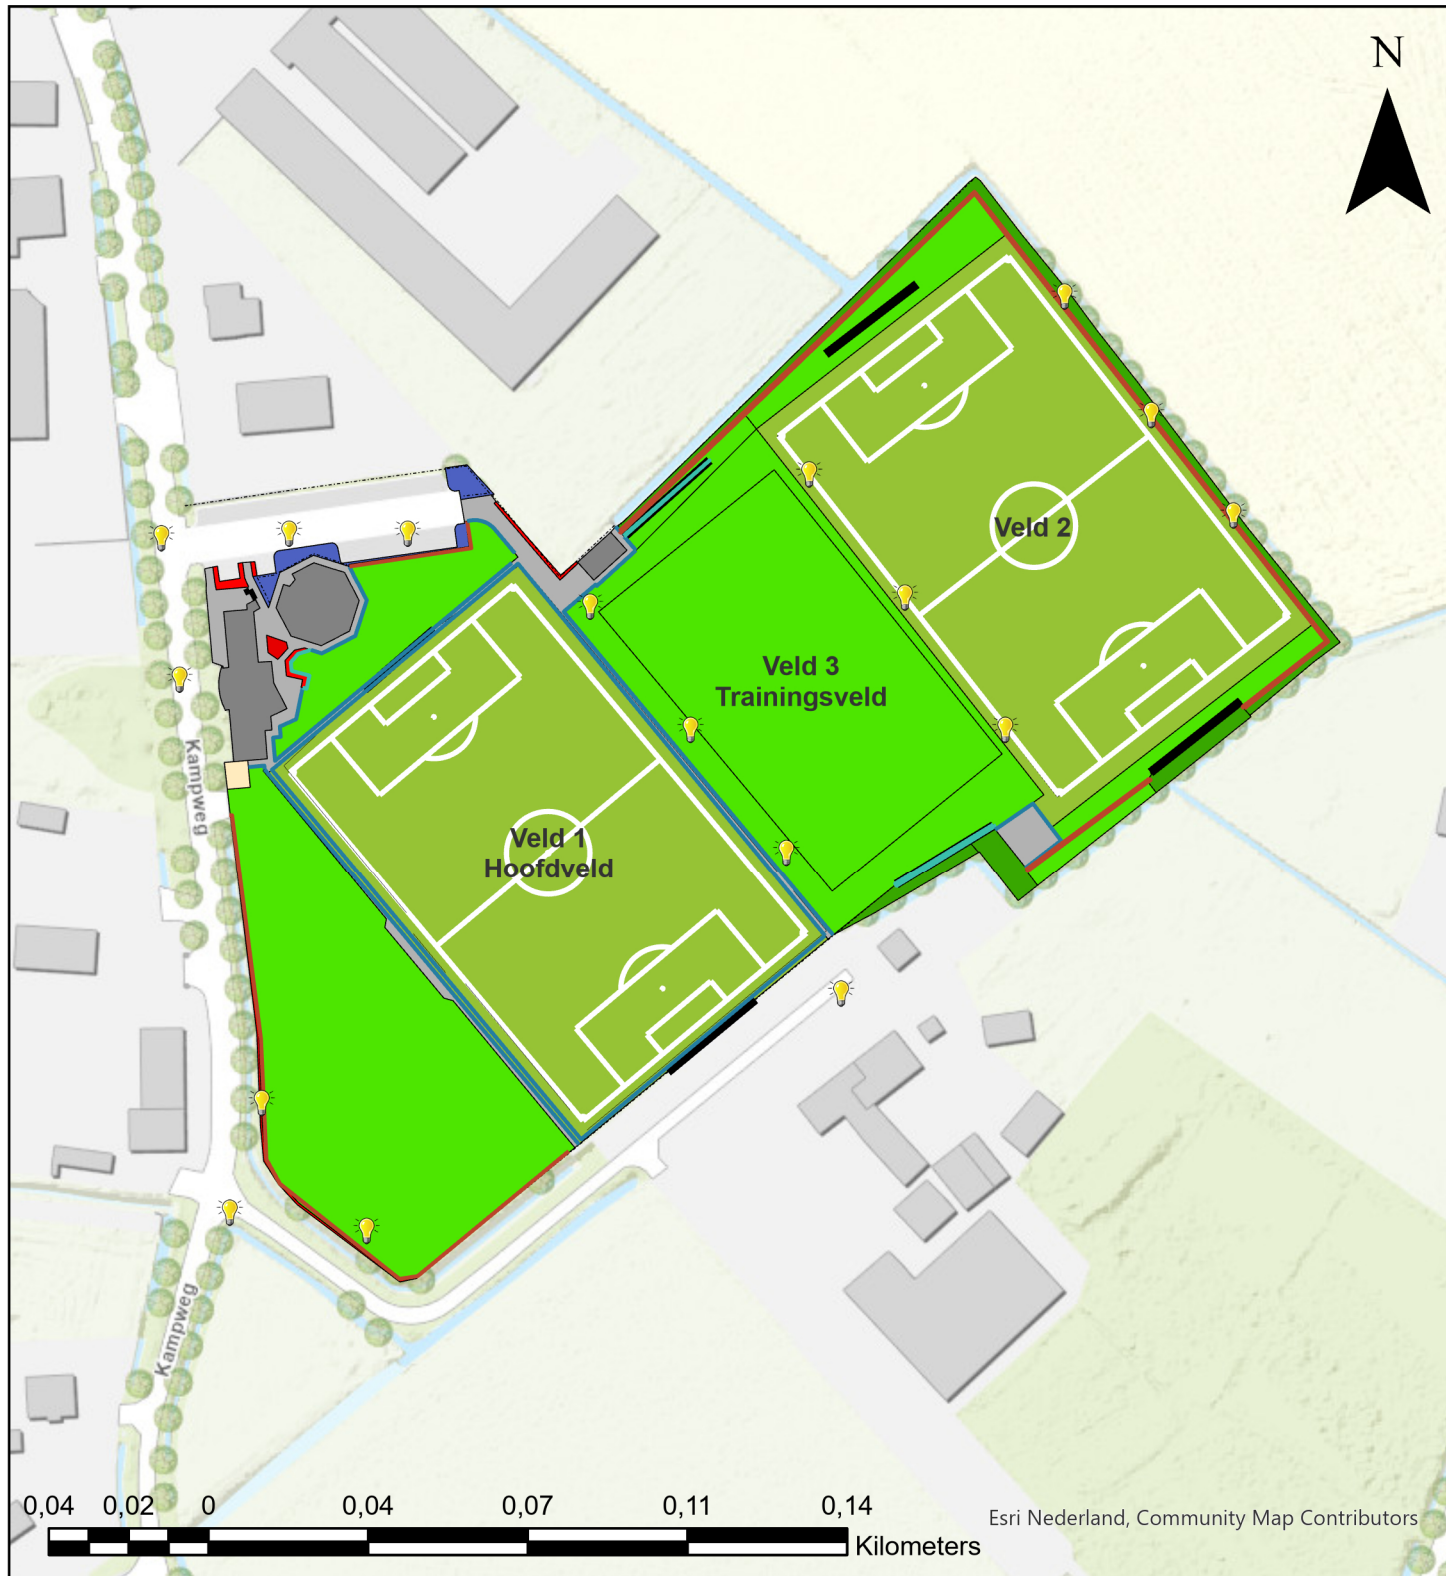 N
Veld 2
Veld 3
Trainingsveld
Kampweg
Veld 1
Hoofdveld
Kampweg
0,04 0,02 0 0,04 0,07 0,11 0,14
Kilometers
Esri Nederland, Community Map Contributors